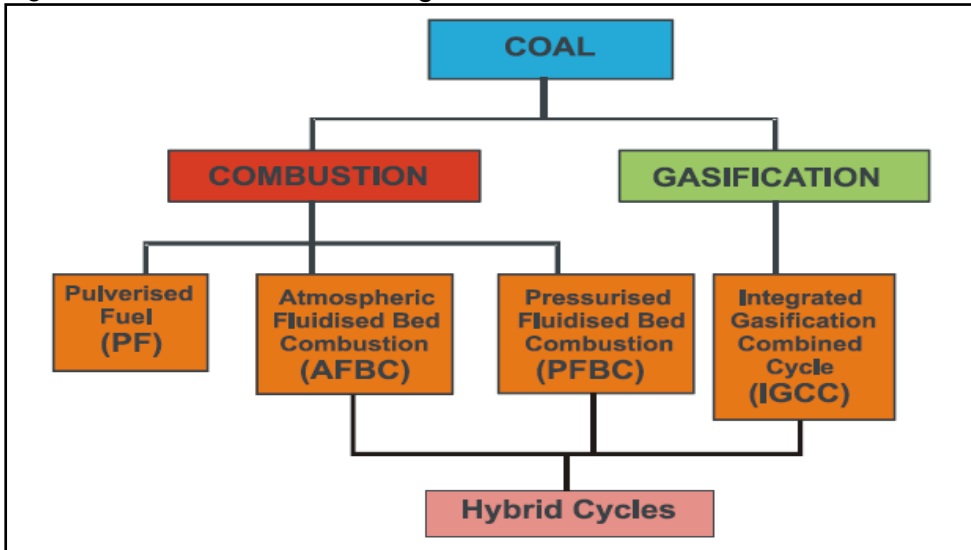 COAL
COMBUSTION
GASIFICATION
Pulverised
Fuel
(PF)
Atmospheric
Fluidised Bed
Combustion
(AFBC)
Pressurised
Fluidised Bed
Combustion
(PFBC)
Integrated
Gasification
Combined
Cycle
(IGCC)
Hybrid Cycles